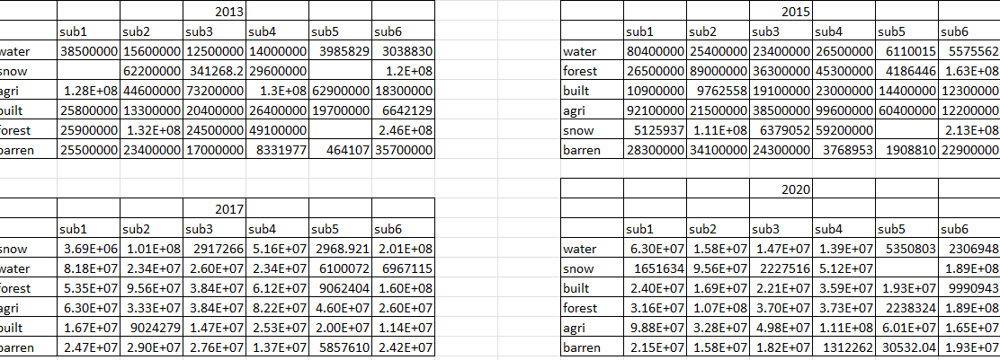 2013
sub1 sub2 sub3 sub4 sub5 sub6
water 38500000 15600000 12500000 14000000 3985829 3038830
snow 62200000 341268.2 29600000 1.2E+08
agri 1.28E+08 44600000 73200000 1.3E+08 62900000 18300000
built 25800000 13300000 20400000 26400000 19700000 6642129
forest 25900000 1.32E+08 24500000 49100000 2.46E+08
barren 25500000 23400000 17000000 8331977 464107 35700000
2015
sub1 sub2 sub3 sub4 sub5 sub6
water 80400000 25400000 23400000 26500000 6110015 5575562
forest 26500000 89000000 36300000 45300000 4186446 1.63E+08
built 10900000 9762558 19100000 23000000 14400000 12300000
agri 92100000 21500000 38500000 99600000 60400000 12200000
snow 5125937 1.11E+08 6379052 59200000 2.13E+08
barren 28300000 34100000 24300000 3768953 1908810 22900000
2017
sub1 sub2 sub3 sub4 sub5 sub6
snow 3.69E+06 1.01E+08 2917266 5.16E+07 2968.921 2.01E+08
water 8.18E+07 2.34E+07 2.60E+07 2.34E+07 6100072 6967115
forest 5.35E+07 9.56E+07 3.84E+07 6.12E+07 9062404 1.60E+08
agri 6.30E+07 3.33E+07 3.84E+07 8.22E+07 4.60E+07 2.60E+07
built 1.67E+07 9024279 1.47E+07 2.53E+07 2.00E+07 1.14E+07
barren 2.47E+07 2.90E+07 2.76E+07 1.37E+07 5857610 2.42E+07
2020
sub1 sub2 sub3 sub4 sub5 sub6
water 6.30E+07 1.58E+07 1.47E+07 1.39E+07 5350803 2306948
snow 1651634 9.56E+07 2227516 5.12E+07 1.89E+08
built 2.40E+07 1.69E+07 2.21E+07 3.59E+07 1.93E+07 9990943
forest 3.16E+07 1.07E+08 3.70E+07 3.73E+07 2238324 1.89E+08
agri 9.88E+07 3.28E+07 4.98E+07 1.11E+08 6.01E+07 1.65E+07
barren 2.15E+07 1.58E+07 1.82E+07 1312262 30532.04 1.93E+07